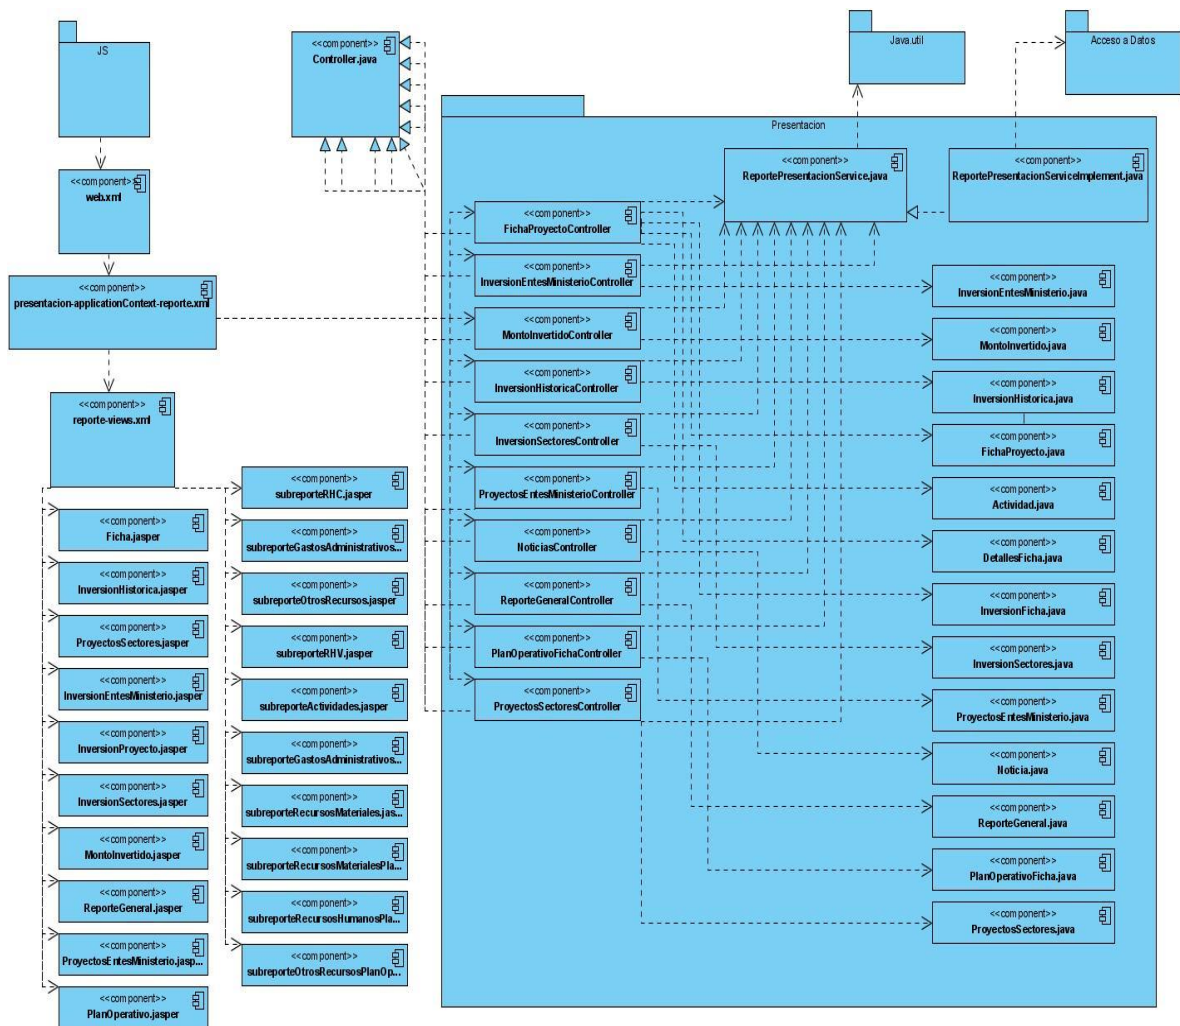 JS
<<component>>
web.xml
<<component>>
presentacion-applicationContext-reporte.xml
<<component>>
reporte-views.xml
<<component>>
Ficha.jasper
<<component>>
InversionHistorica.jasper
<<component>>
ProyectosSectores.jasper
<<component>>
InversionEntesMinisterio.jasper
<<component>>
InversionProyecto.jasper
<<component>>
InversionSectores.jasper
<<component>>
MontoInvertido.jasper
<<component>>
ReporteGeneral.jasper
<<component>>
ProyectosEntesMinisterio.jasp...
<<component>>
PlanOperativo.jasper
<<component>>
subreporteRHC.jasper
<<component>>
subreporteGastosAdministrativos...
<<component>>
subreporteOtrosRecursos.jasper
<<component>>
subreporteRHV.jasper
<<component>>
subreporteActividades.jasper
<<component>>
subreporteGastosAdministrativos...
<<component>>
subreporteRecursosMateriales.jas...
<<component>>
subreporteRecursosMaterialesPla...
<<component>>
subreporteRecursosHumanosPla...
<<component>>
subreporteOtrosRecursosPlanOp...
<<component>>
Controller.java
Java.util
Acceso a Datos
Presentacion
<<component>>
ReportePresentacionService.java
<<component>>
ReportePresentacionServiceImplement.java
<<component>>
FichaProyectoController
<<component>>
InversionEntesMinisterioController
<<component>>
MontoInvertidoController
<<component>>
InversionHistoricaController
<<component>>
InversionSectoresController
<<component>>
ProyectosEntesMinisterioController
<<component>>
NoticiasController
<<component>>
ReporteGeneralController
<<component>>
PlanOperativoFichaController
<<component>>
ProyectosSectoresController
<<component>>
InversionEntesMinisterio.java
<<component>>
MontoInvertido.java
<<component>>
InversionHistorica.java
<<component>>
FichaProyecto.java
<<component>>
Actividad.java
<<component>>
DetallesFicha.java
<<component>>
InversionFicha.java
<<component>>
InversionSectores.java
<<component>>
ProyectosEntesMinisterio.java
<<component>>
Noticia.java
<<component>>
ReporteGeneral.java
<<component>>
PlanOperativoFicha.java
<<component>>
ProyectosSectores.java